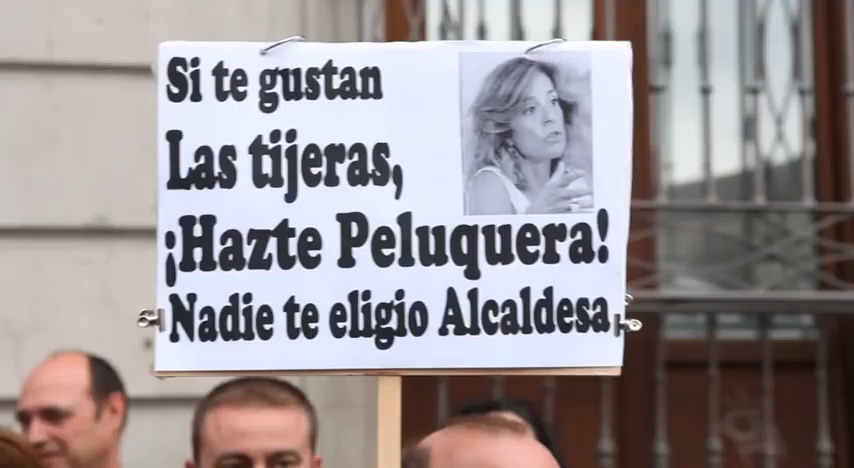 Si te gustan
Las tijeras,
¡Hazte Peluquera!
Nadie te eligio Alcaldesa